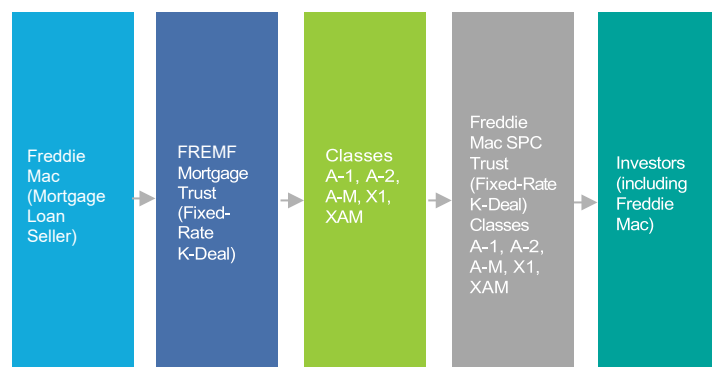 Freddie
Mac
(Mortgage
Loan
Seller)
FREMF
Mortgage
Trust
(Fixed-
Rate
K-Deal)
Classes
A-1, A-2,
A-M, X1,
XAM
Freddie
Mac SPC
Trust
(Fixed-Rate
K-Deal)
Classes
A-1, A-2,
A-M, X1,
XAM
Investors
(including
Freddie
Mac)